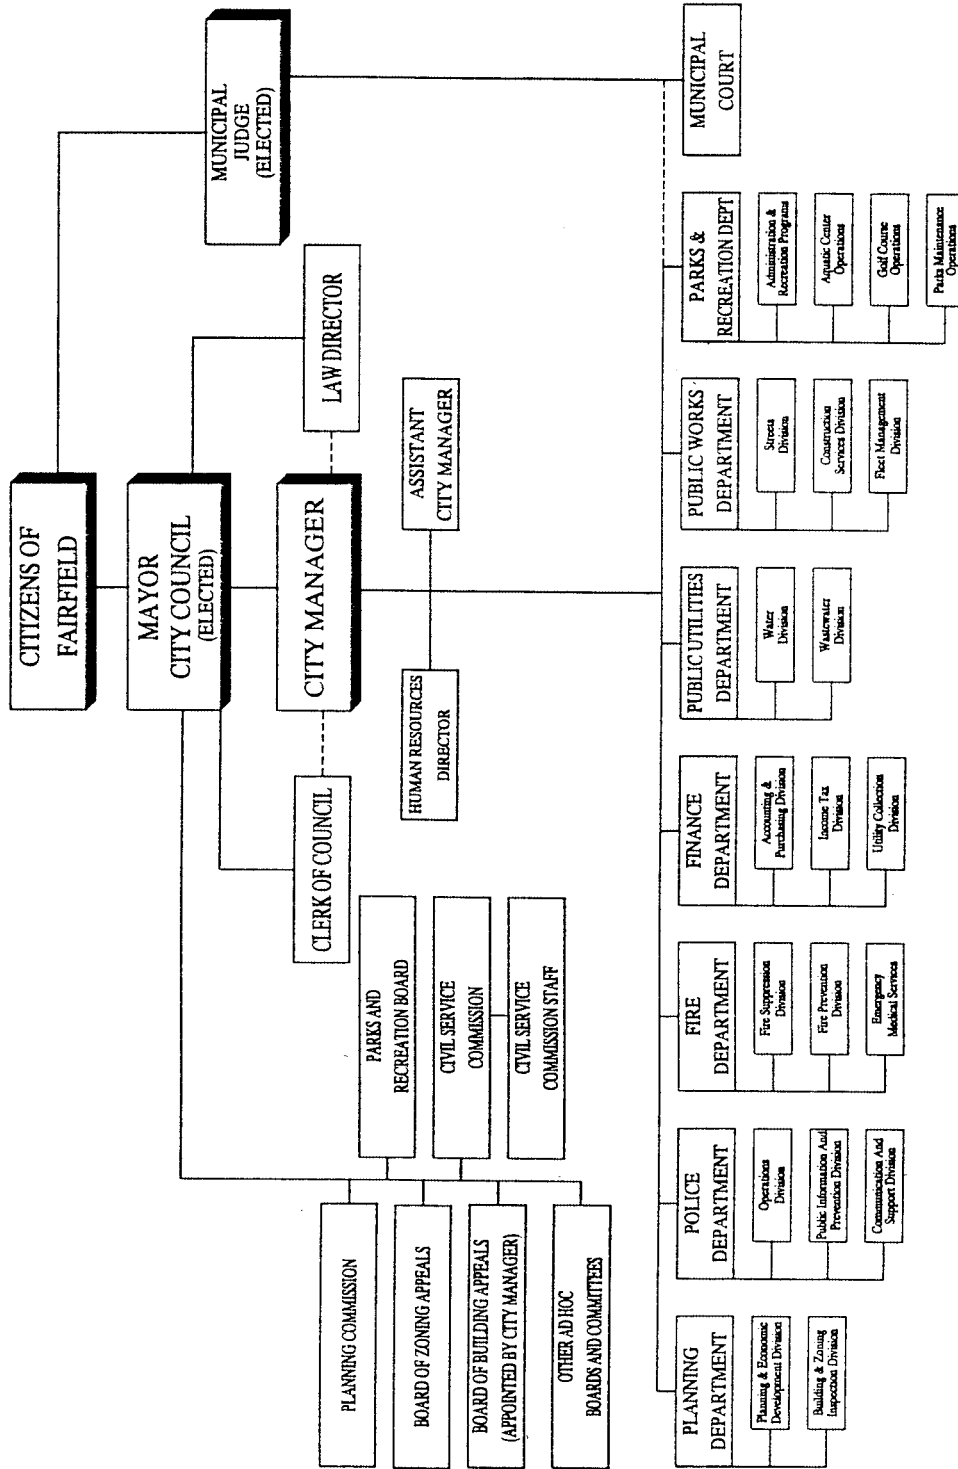 CITIZENS OF
FAIRFIELD
MUNICIPAL
JUDGE
(ELECTED)
MAYOR
CITY COUNCIL
(ELECTED)
LAW DIRECTOR
CITY MANAGER
CLERK OF COUNCIL
ASSISTANT
CITY MANAGER
HUMAN RESOURCES
DIRECTOR
PLANNING COMMISSION
PARKS AND
RECREATION BOARD
BOARD OF ZONING APPEALS
CIVIL SERVICE
COMMISSION
BOARD OF BUILDING APPEALS
(APPOINTED BY CITY MANAGER)
CIVIL SERVICE
COMMISSION STAFF
OTHER AD HOC
BOARDS AND COMMITTEES
PLANNING
DEPARTMENT
Planning & Economic
Development Division
Building & Zoning
Inspection Division
POLICE
DEPARTMENT
Operations
Division
Public Information And
Prevention Division
Communication And
Support Division
FIRE
DEPARTMENT
Fire Suppression
Division
Fire Prevention
Division
Emergency
Medical Services
FINANCE
DEPARTMENT
Accounting &
Purchasing Division
Income Tax
Division
Utility Collection
Division
PUBLIC UTILITIES
DEPARTMENT
Water
Division
Wastewater
Division
PUBLIC WORKS
DEPARTMENT
Streets
Division
Construction
Services Division
Fleet Management
Division
PARKS &
RECREATION DEPT
Administration &
Recreation Programs
Aquatic Center
Operations
Golf Course
Operations
Parks Maintenance
Operations
MUNICIPAL
COURT